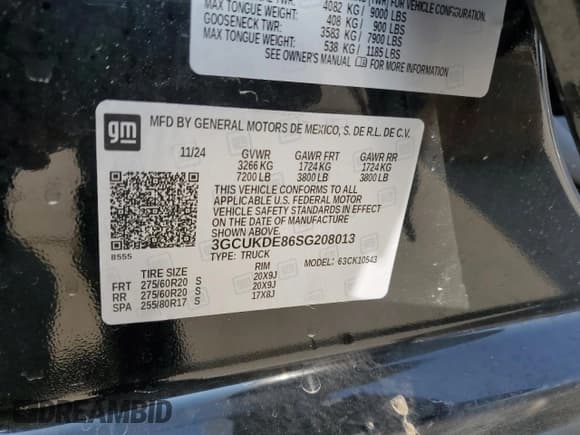 4082 KG / 9000 LBS
MAX TONGUE WEIGHT: 408 KG / 900 LBS
GOOSENECK TWR: 3583 KG / 7900 LBS
MAX TONGUE WEIGHT: 538 KG / 1185 LBS
SEE OWNER'S MANUAL FOR MORE INFORMATION
gm MFD BY GENERAL MOTORS DE MEXICO, S. DE R.L. DE C.V.
11/24 GVWR GAWR FRT GAWR RR
3266 KG 1724 KG 1724 KG
7200 LB 3800 LB 3800 LB
THIS VEHICLE CONFORMS TO ALL
APPLICABLE U.S. FEDERAL MOTOR
VEHICLE SAFETY STANDARDS IN EFFECT
ON THE DATE OF MANUFACTURE
SHOWN ABOVE.
B555 3GCUKDE86SG208013
TYPE: TRUCK MODEL: 63CK10543
TIRE SIZE RIM
FRT 275/60R20 S 20X9J
RR 275/60R20 S 20X9J
SPA 255/80R17 S 17X8J
DREAMBID